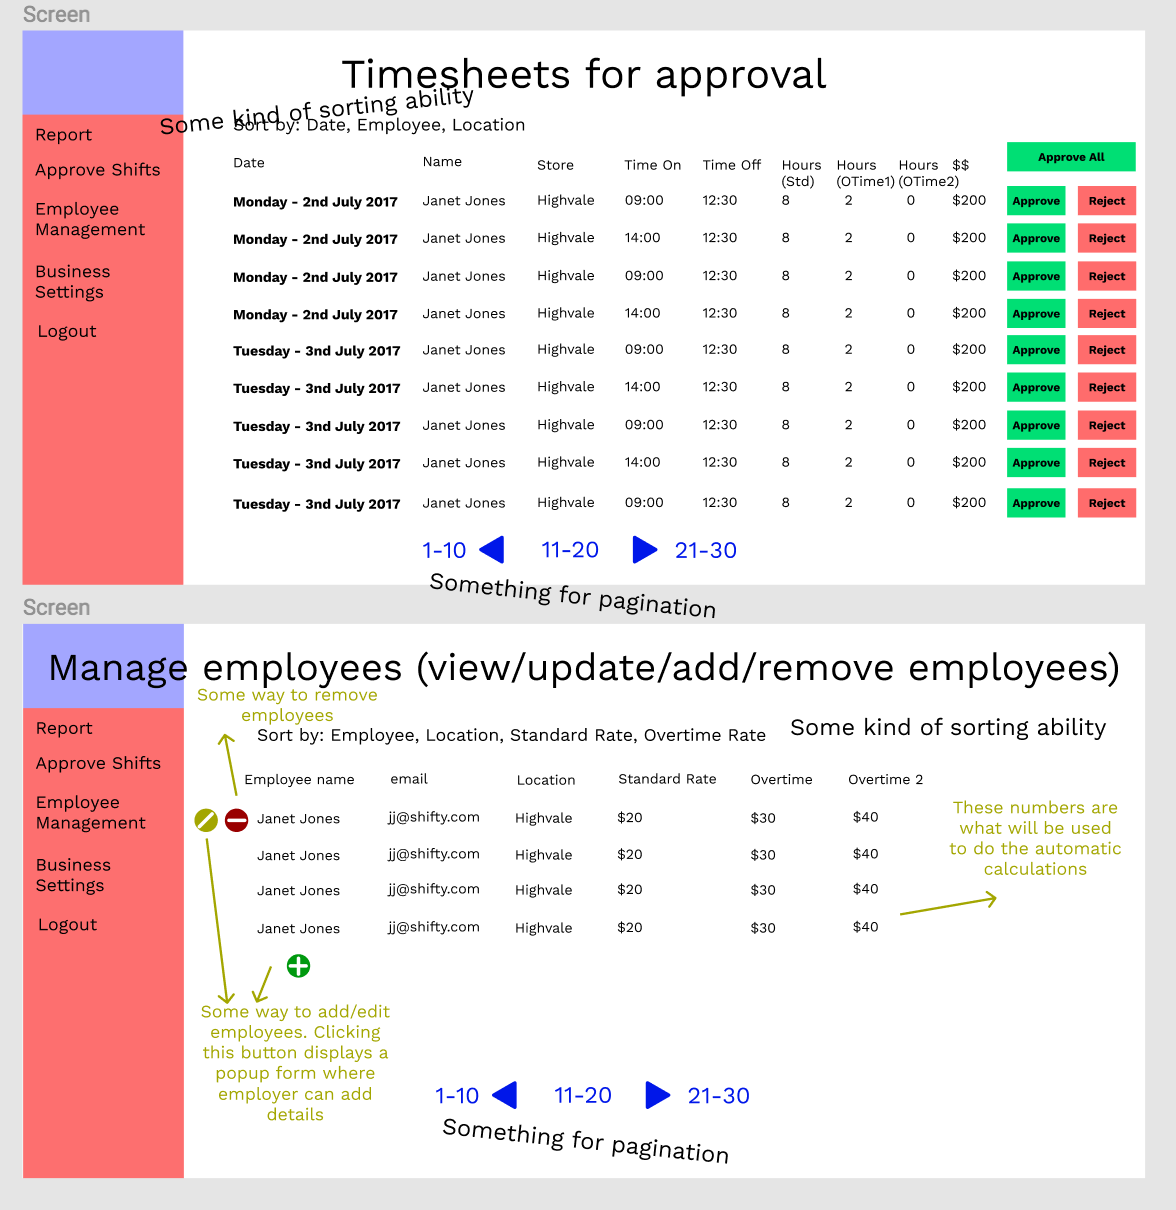 Screen
Timesheets for approval
Some kind of sorting ability
Sort by: Date, Employee, Location
Report
Approve Shifts
Employee
Management
Business
Settings
Logout
Date Name Store Time On Time Off Hours (Std) Hours (OTime1) Hours (OTime2) $$ Approve All
Monday - 2nd July 2017 Janet Jones Highvale 09:00 12:30 8 2 0 $200 Approve Reject
Monday - 2nd July 2017 Janet Jones Highvale 14:00 12:30 8 2 0 $200 Approve Reject
Monday - 2nd July 2017 Janet Jones Highvale 09:00 12:30 8 2 0 $200 Approve Reject
Monday - 2nd July 2017 Janet Jones Highvale 14:00 12:30 8 2 0 $200 Approve Reject
Tuesday - 3nd July 2017 Janet Jones Highvale 09:00 12:30 8 2 0 $200 Approve Reject
Tuesday - 3nd July 2017 Janet Jones Highvale 14:00 12:30 8 2 0 $200 Approve Reject
Tuesday - 3nd July 2017 Janet Jones Highvale 09:00 12:30 8 2 0 $200 Approve Reject
Tuesday - 3nd July 2017 Janet Jones Highvale 14:00 12:30 8 2 0 $200 Approve Reject
Tuesday - 3nd July 2017 Janet Jones Highvale 09:00 12:30 8 2 0 $200 Approve Reject
1-10 11-20 21-30
Something for pagination
Screen
Manage employees (view/update/add/remove employees)
Report
Approve Shifts
Employee
Management
Business
Settings
Logout
Some way to remove
employees
Sort by: Employee, Location, Standard Rate, Overtime Rate
Some kind of sorting ability
Employee name email Location Standard Rate Overtime Overtime 2
Janet Jones jj@shifty.com Highvale $20 $30 $40
Janet Jones jj@shifty.com Highvale $20 $30 $40
Janet Jones jj@shifty.com Highvale $20 $30 $40
Janet Jones jj@shifty.com Highvale $20 $30 $40
These numbers are
what will be used
to do the automatic
calculations
Some way to add/edit
employees. Clicking
this button displays a
popup form where
employer can add
details
1-10 11-20 21-30
Something for pagination